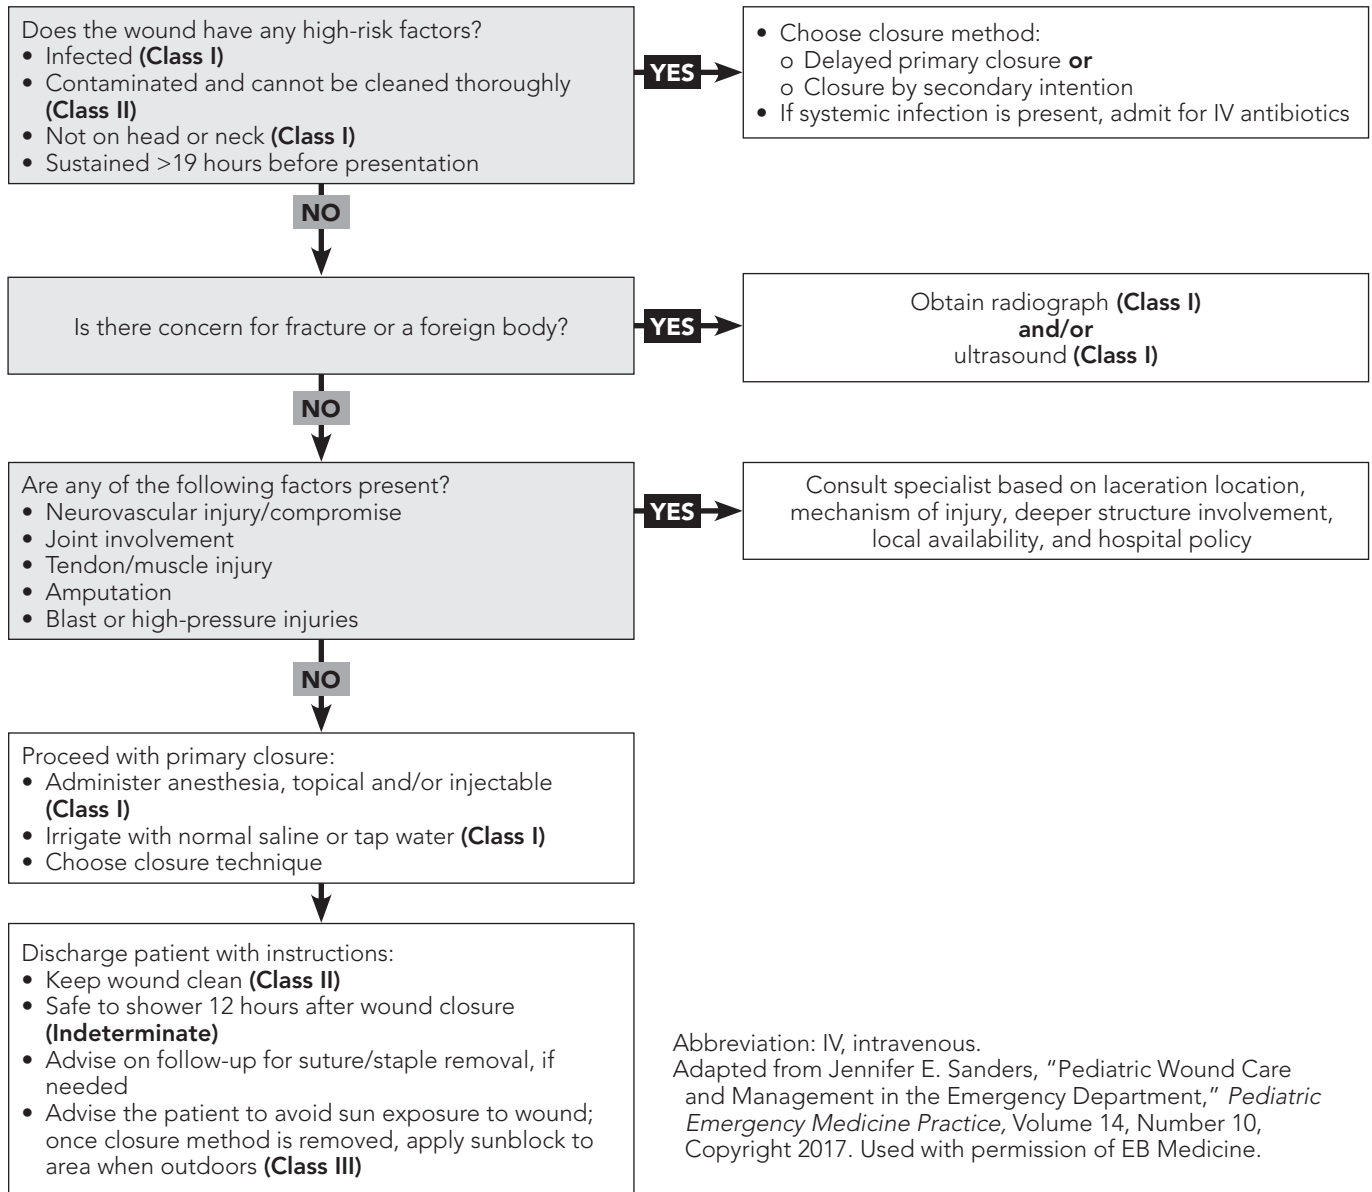 Does the wound have any high-risk factors?
• Infected (Class I)
• Contaminated and cannot be cleaned thoroughly
(Class II)
• Not on head or neck (Class I)
• Sustained >19 hours before presentation
YES
• Choose closure method:
o Delayed primary closure or
o Closure by secondary intention
• If systemic infection is present, admit for IV antibiotics
NO
Is there concern for fracture or a foreign body?
YES
Obtain radiograph (Class I)
and/or
ultrasound (Class I)
NO
Are any of the following factors present?
• Neurovascular injury/compromise
• Joint involvement
• Tendon/muscle injury
• Amputation
• Blast or high-pressure injuries
YES
Consult specialist based on laceration location,
mechanism of injury, deeper structure involvement,
local availability, and hospital policy
NO
Proceed with primary closure:
• Administer anesthesia, topical and/or injectable
(Class I)
• Irrigate with normal saline or tap water (Class I)
• Choose closure technique
Discharge patient with instructions:
• Keep wound clean (Class II)
• Safe to shower 12 hours after wound closure
(Indeterminate)
• Advise on follow-up for suture/staple removal, if
needed
• Advise the patient to avoid sun exposure to wound;
once closure method is removed, apply sunblock to
area when outdoors (Class III)
Abbreviation: IV, intravenous.
Adapted from Jennifer E. Sanders, “Pediatric Wound Care
and Management in the Emergency Department,” Pediatric
Emergency Medicine Practice, Volume 14, Number 10,
Copyright 2017. Used with permission of EB Medicine.